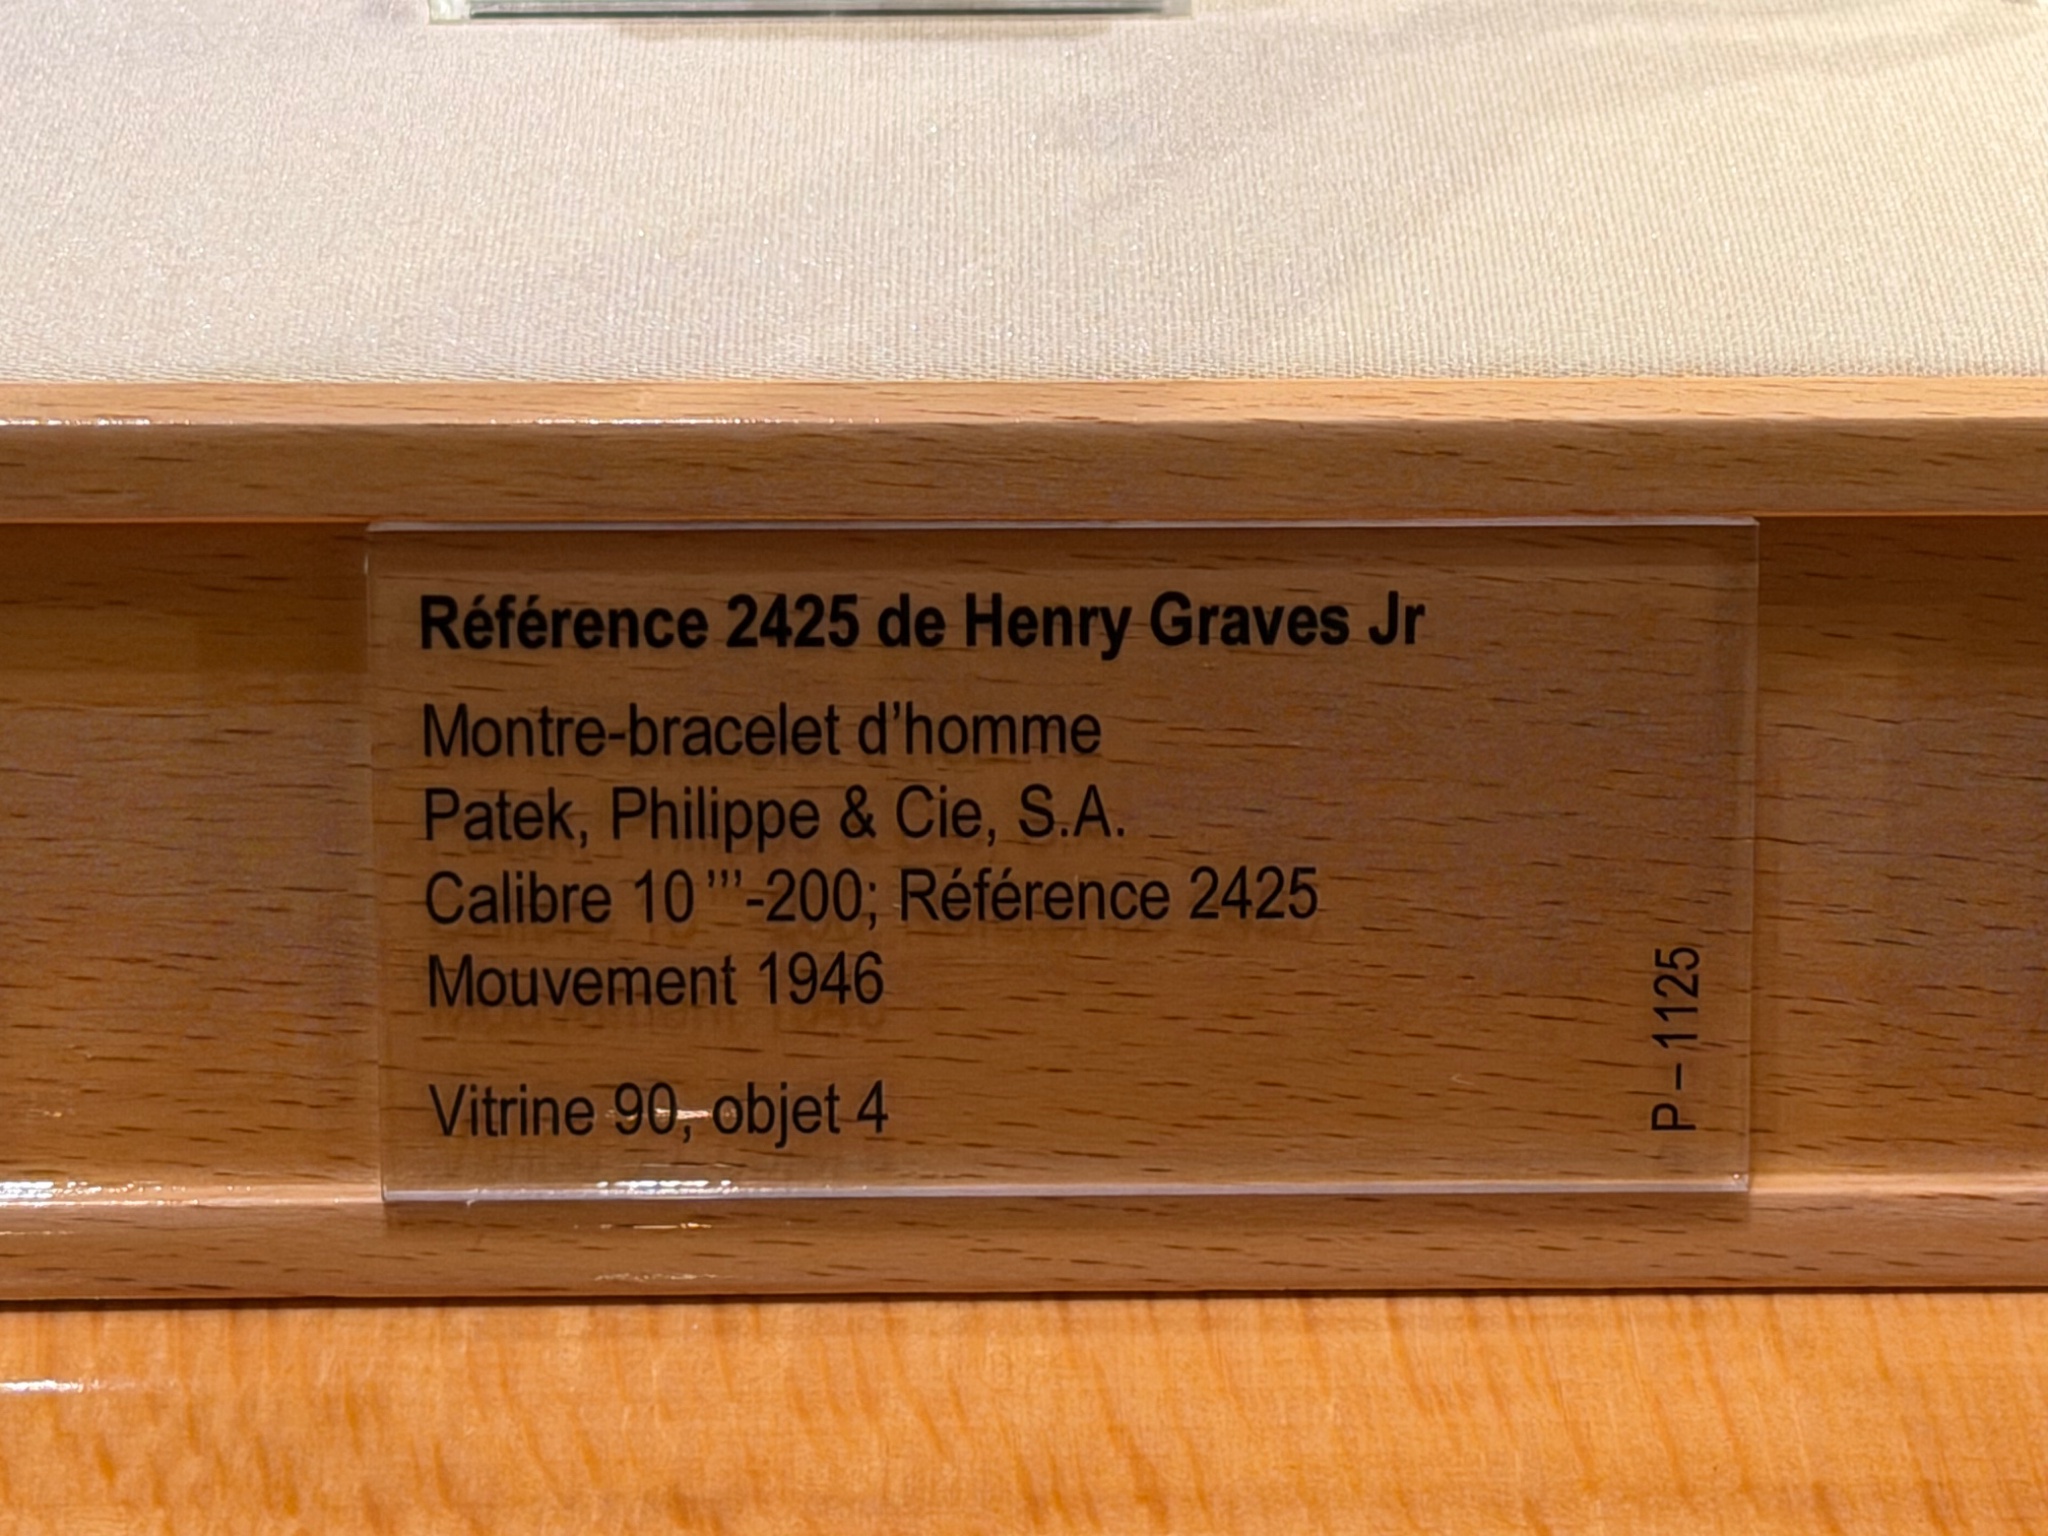 Référence 2425 de Henry Graves Jr
Montre-bracelet d’homme
Patek, Philippe & Cie, S.A.
Calibre 10 ’’’-200; Référence 2425
Mouvement 1946
Vitrine 90, objet 4
P – 1125